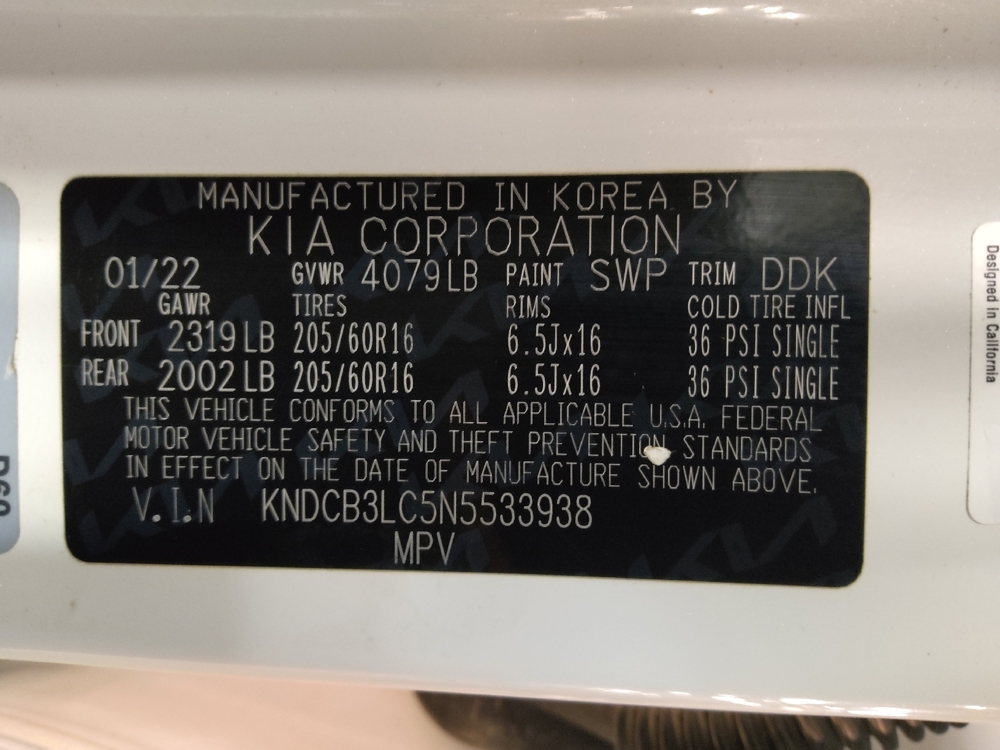 MANUFACTURED IN KOREA BY
KIA CORPORATION
01/22 GVWR 4079LB PAINT SWP TRIM DDK
GAWR TIRES RIMS COLD TIRE INFL
FRONT 2319LB 205/60R16 6.5Jx16 36 PSI SINGLE
REAR 2002LB 205/60R16 6.5Jx16 36 PSI SINGLE
THIS VEHICLE CONFORMS TO ALL APPLICABLE U.S.A. FEDERAL
MOTOR VEHICLE SAFETY AND THEFT PREVENTION STANDARDS
IN EFFECT ON THE DATE OF MANUFACTURE SHOWN ABOVE.
V.I.N KNDCB3LC5N5533938
MPV
Designed in California